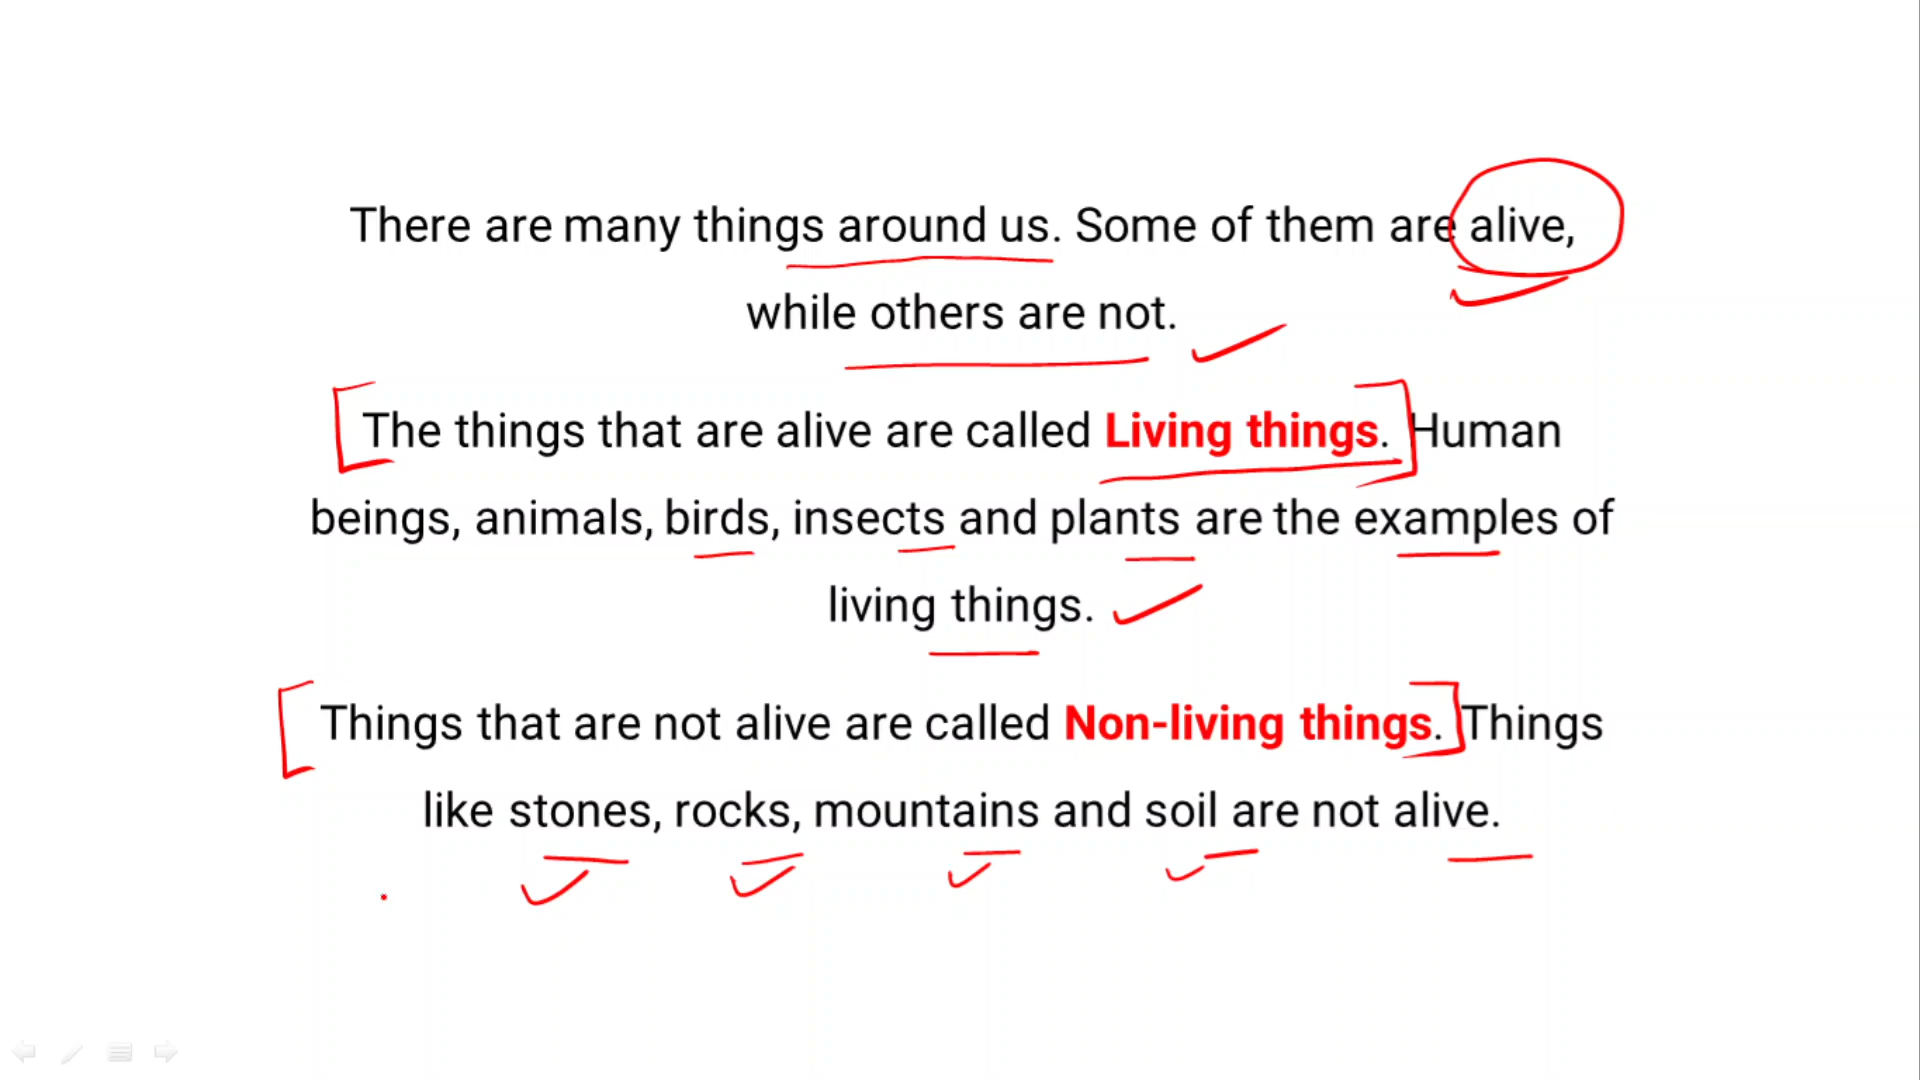 There are many things around us. Some of them are alive,
while others are not.
The things that are alive are called Living things. Human
beings, animals, birds, insects and plants are the examples of
living things.
Things that are not alive are called Non-living things. Things
like stones, rocks, mountains and soil are not alive.